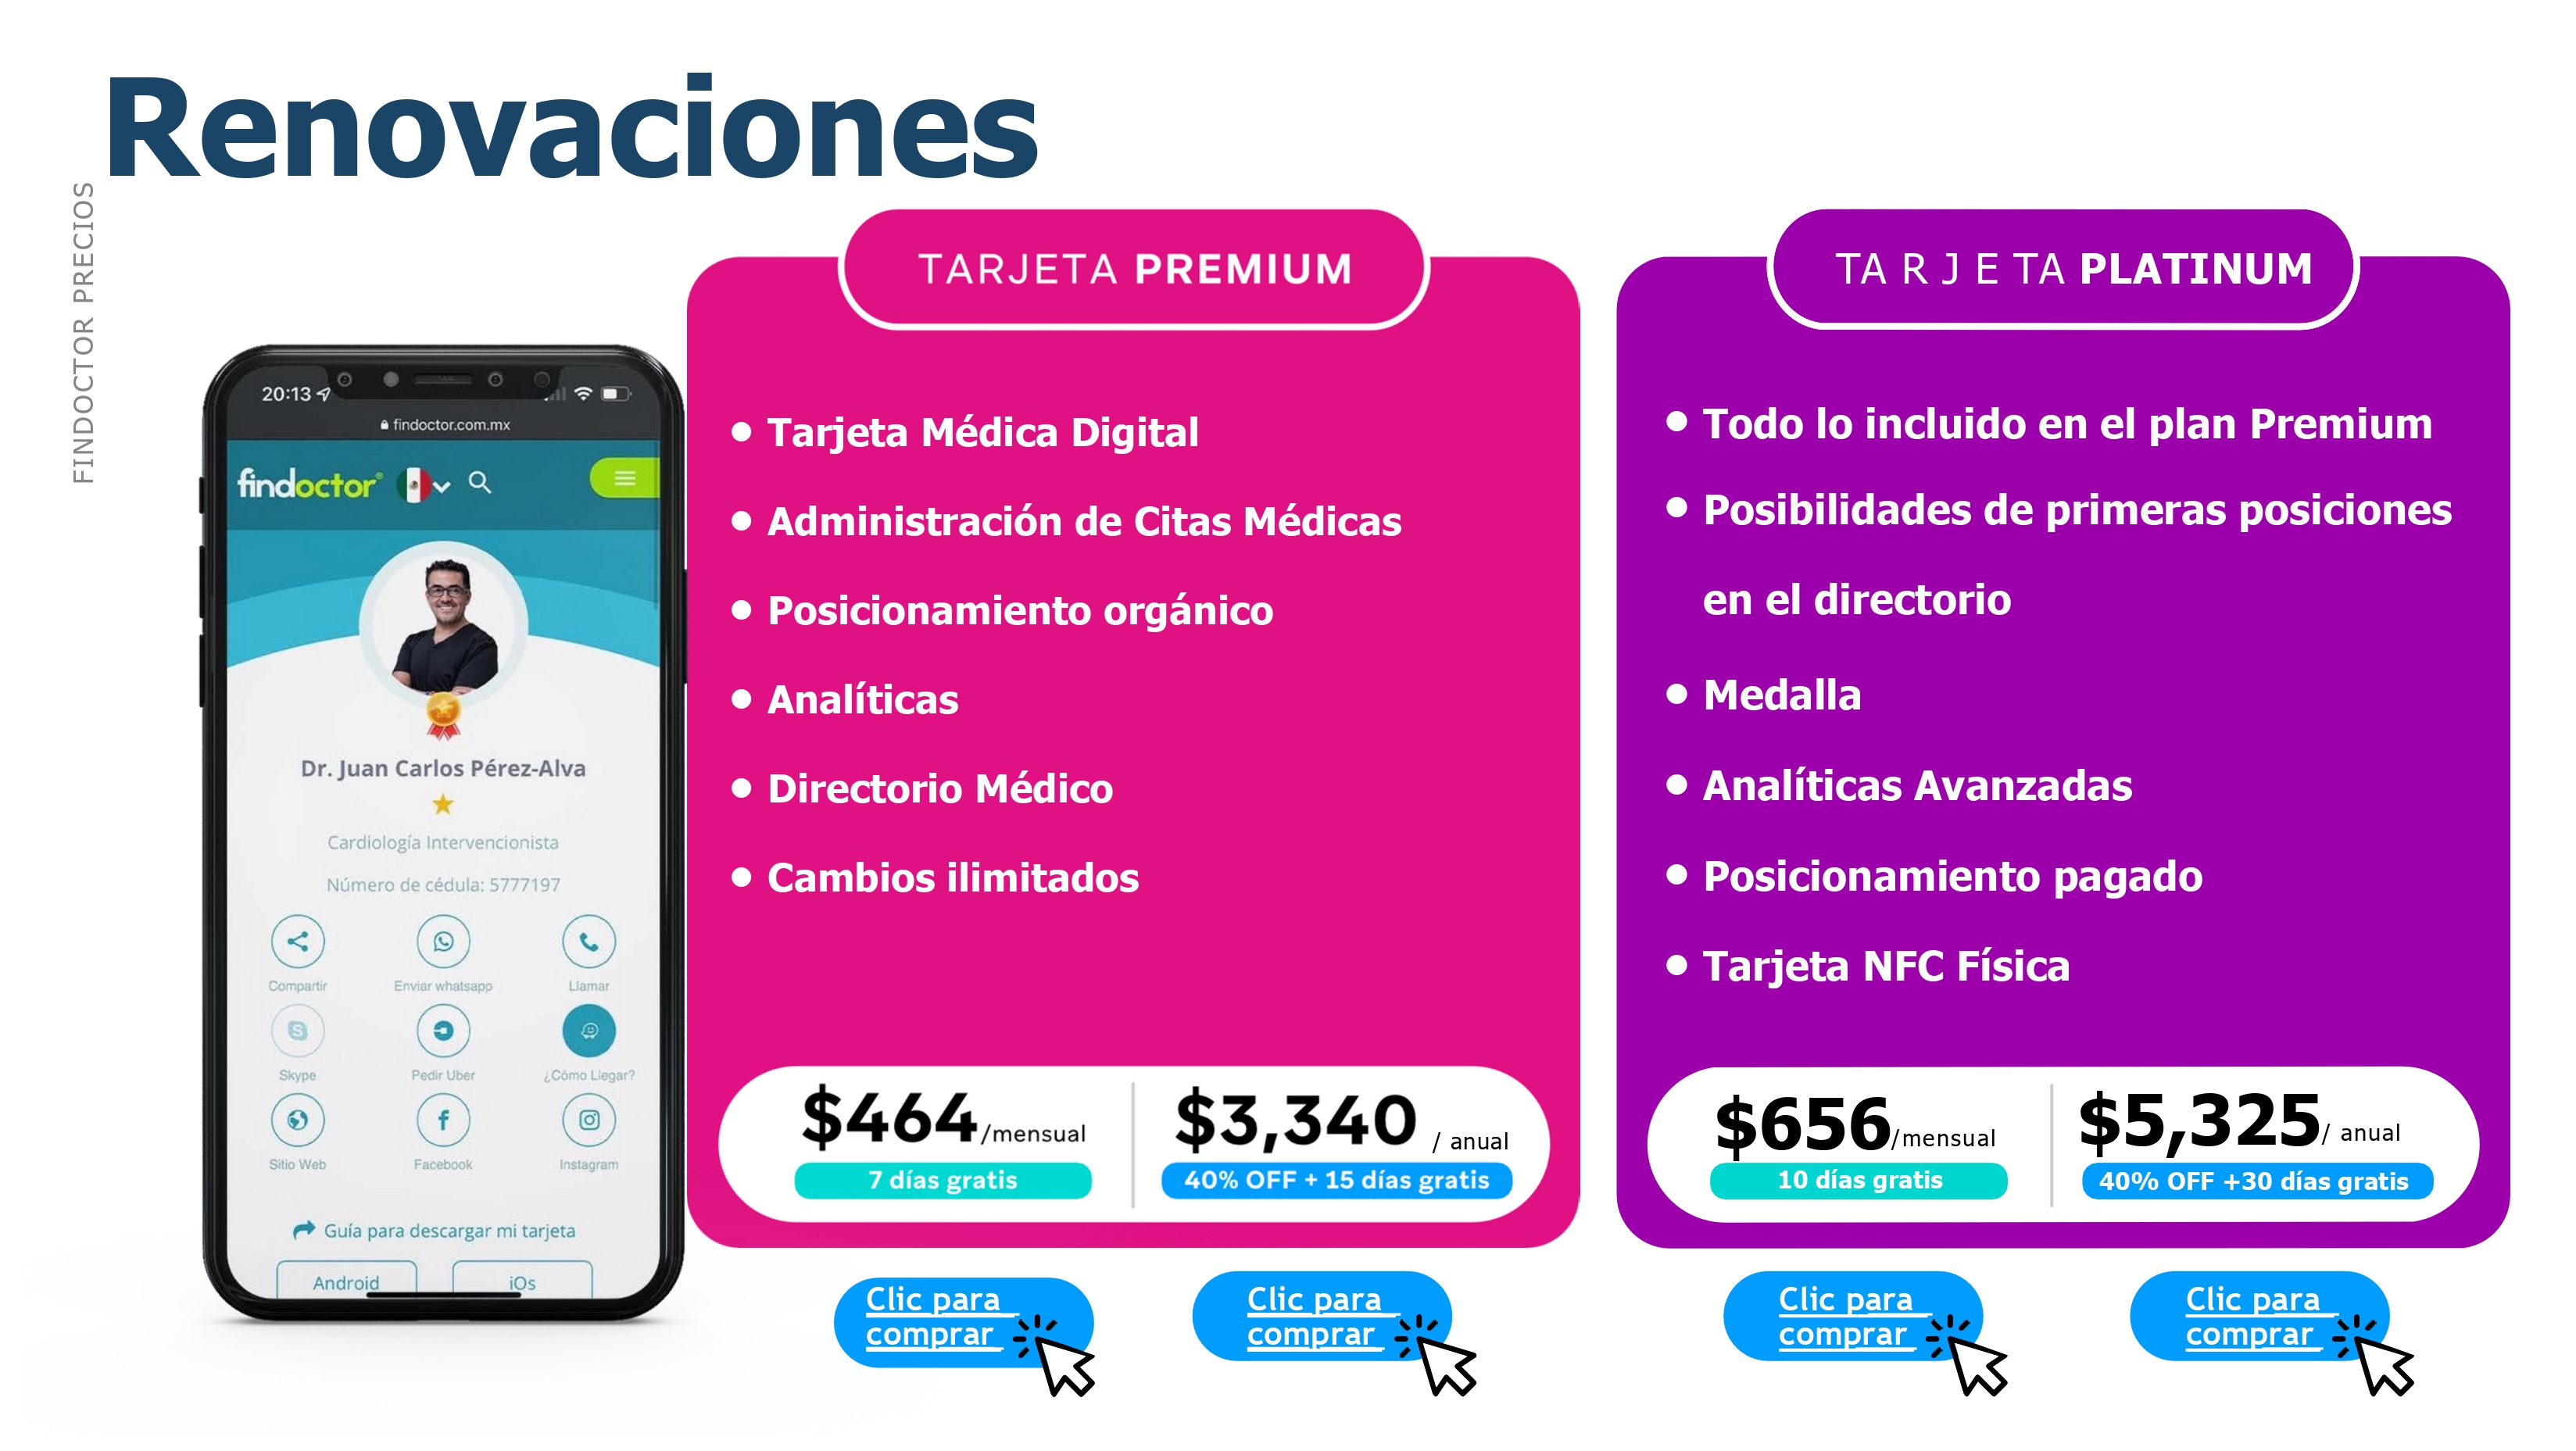 Renovaciones
FINDOCTOR PRECIOS
20:13
findoctor.com.mx
findoctor®
Dr. Juan Carlos Pérez-Alva
Cardiología Intervencionista
Número de cédula: 5777197
Compartir
Enviar whatsapp
Llamar
Skype
Pedir Uber
¿Cómo Llegar?
Sitio Web
Facebook
Instagram
Guía para descargar mi tarjeta
Android
iOs
TARJETA PREMIUM
• Tarjeta Médica Digital
• Administración de Citas Médicas
• Posicionamiento orgánico
• Analíticas
• Directorio Médico
• Cambios ilimitados
$464/mensual
7 días gratis
$3,340 / anual
40% OFF + 15 días gratis
Clic para
comprar
Clic para
comprar
TARJETA PLATINUM
• Todo lo incluido en el plan Premium
• Posibilidades de primeras posiciones
en el directorio
• Medalla
• Analíticas Avanzadas
• Posicionamiento pagado
• Tarjeta NFC Física
$656/mensual
10 días gratis
$5,325/ anual
40% OFF +30 días gratis
Clic para
comprar
Clic para
comprar